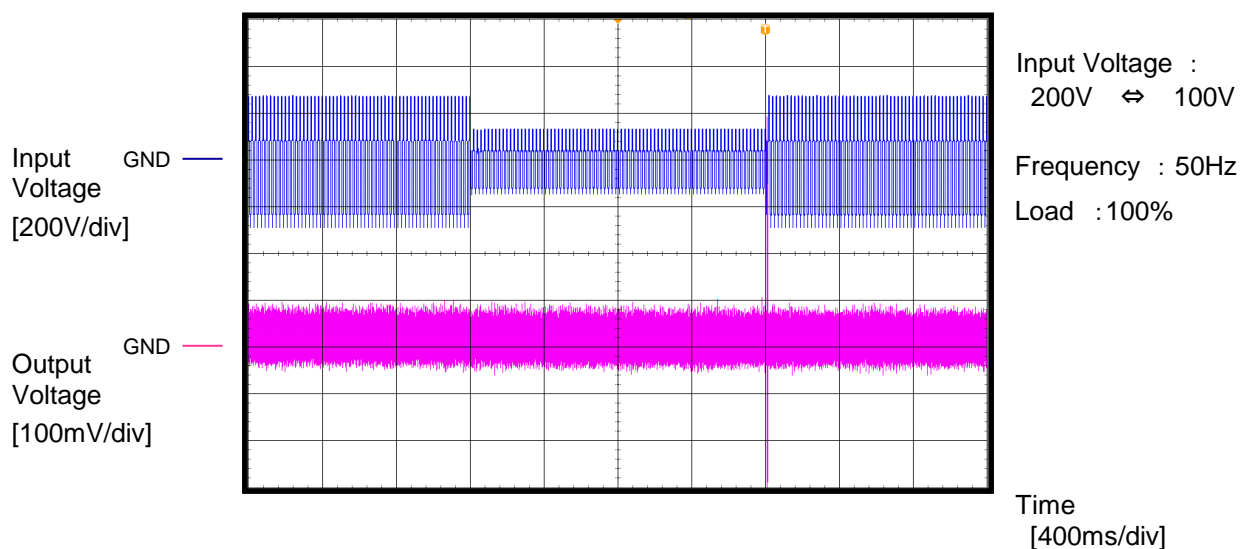 Input
Voltage
[200V/div]
GND
Output
Voltage
[100mV/div]
GND
T
Input Voltage :
200V ⇔ 100V
Frequency : 50Hz
Load :100%
Time
[400ms/div]